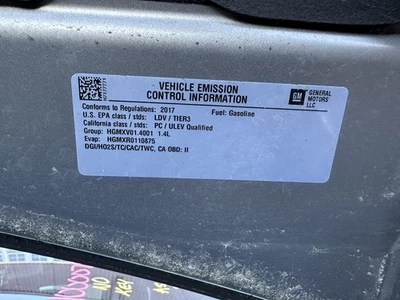 VEHICLE EMISSION
CONTROL INFORMATION
GM
GENERAL
MOTORS
LLC
Conforms to Regulations: 2017 Fuel: Gasoline
U.S. EPA class / stds: LDV / TIER3
California class / stds: PC / ULEV Qualified
Group: HGMXV01.4001 1.4L
Evap: HGMXR0110875
DGI/HO2S/TC/CAC/TWC, CA OBD: II
NO
KEY